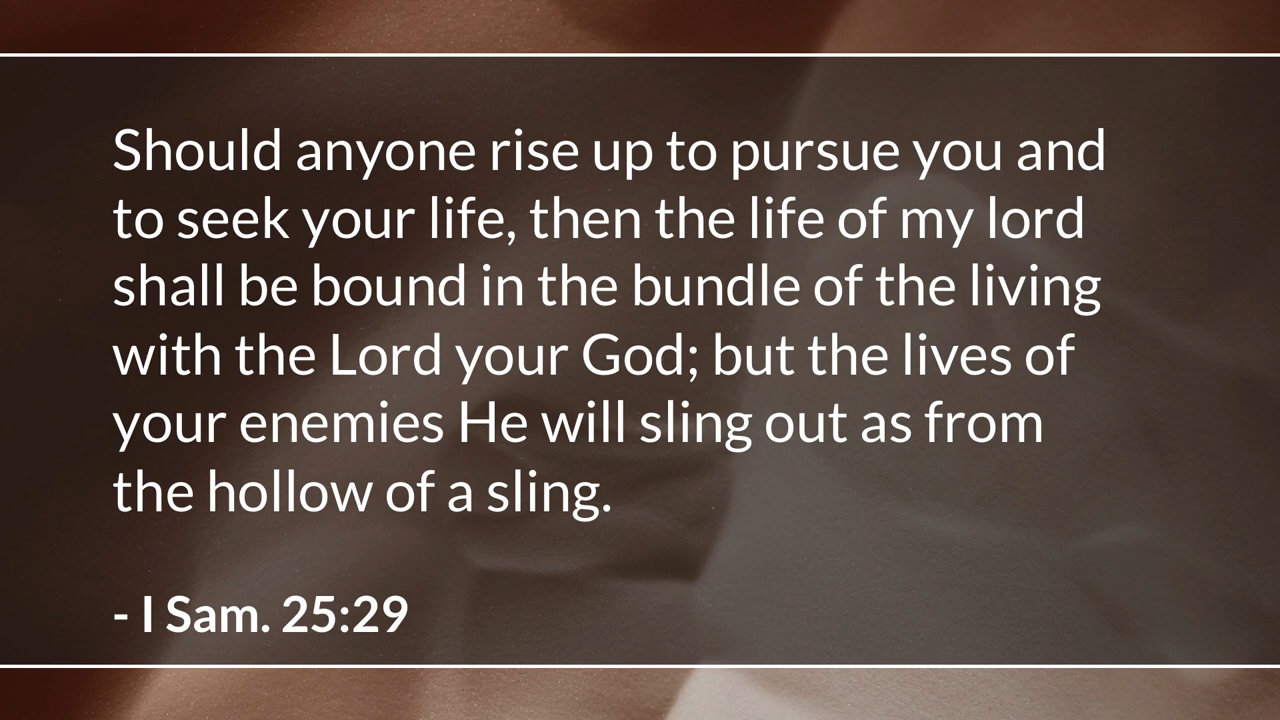 Should anyone rise up to pursue you and
to seek your life, then the life of my lord
shall be bound in the bundle of the living
with the Lord your God; but the lives of
your enemies He will sling out as from
the hollow of a sling.
- I Sam. 25:29